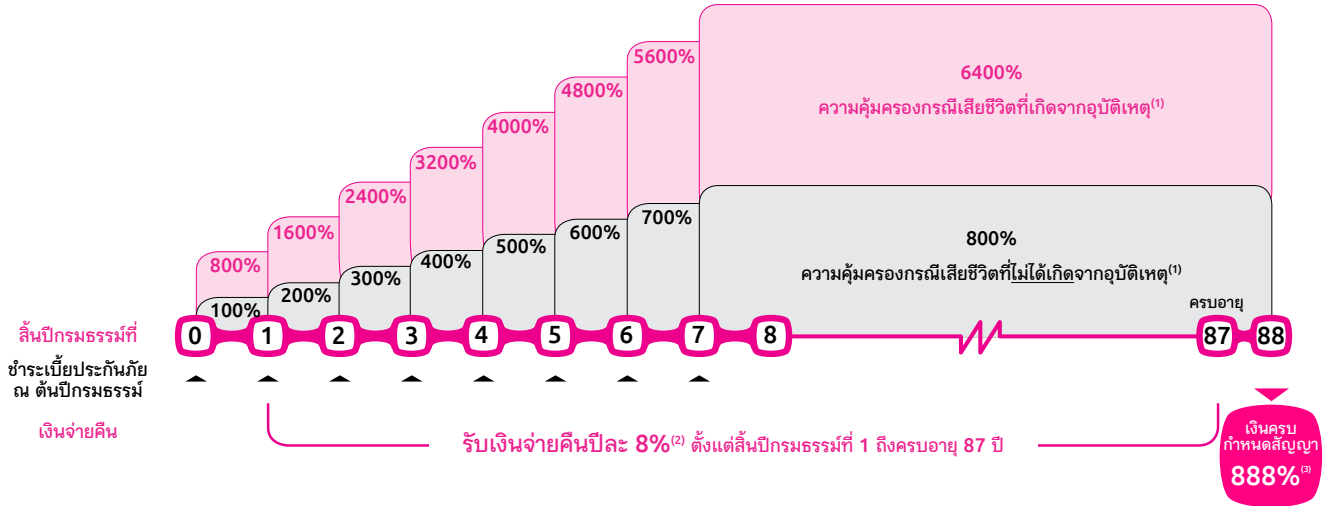 6400%
ความคุ้มครองกรณีเสียชีวิตที่เกิดจากอุบัติเหตุ(1)
5600%
4800%
4000%
3200%
2400%
1600%
800%
800%
ความคุ้มครองกรณีเสียชีวิตที่ไม่ได้เกิดจากอุบัติเหตุ(1)
700%
600%
500%
400%
300%
200%
100%
ครบอายุ
สิ้นปีกรมธรรม์ที่ 0 1 2 3 4 5 6 7 8 87 88
ชำระเบี้ยประกันภัย
ณ ต้นปีกรมธรรม์
เงินจ่ายคืน
รับเงินจ่ายคืนปีละ 8%(2) ตั้งแต่สิ้นปีกรมธรรม์ที่ 1 ถึงครบอายุ 87 ปี
เงินครบ
กำหนดสัญญา
888%(3)